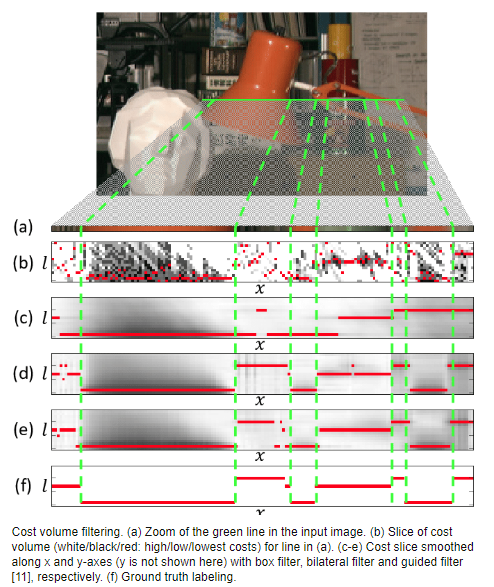 (a)
(b) l
x
(c) l
x
(d) l
x
(e) l
x
(f) l
x
Cost volume filtering. (a) Zoom of the green line in the input image. (b) Slice of cost
volume (white/black/red: high/low/lowest costs) for line in (a). (c-e) Cost slice smoothed
along x and y-axes (y is not shown here) with box filter, bilateral filter and guided filter
[11], respectively. (f) Ground truth labeling.